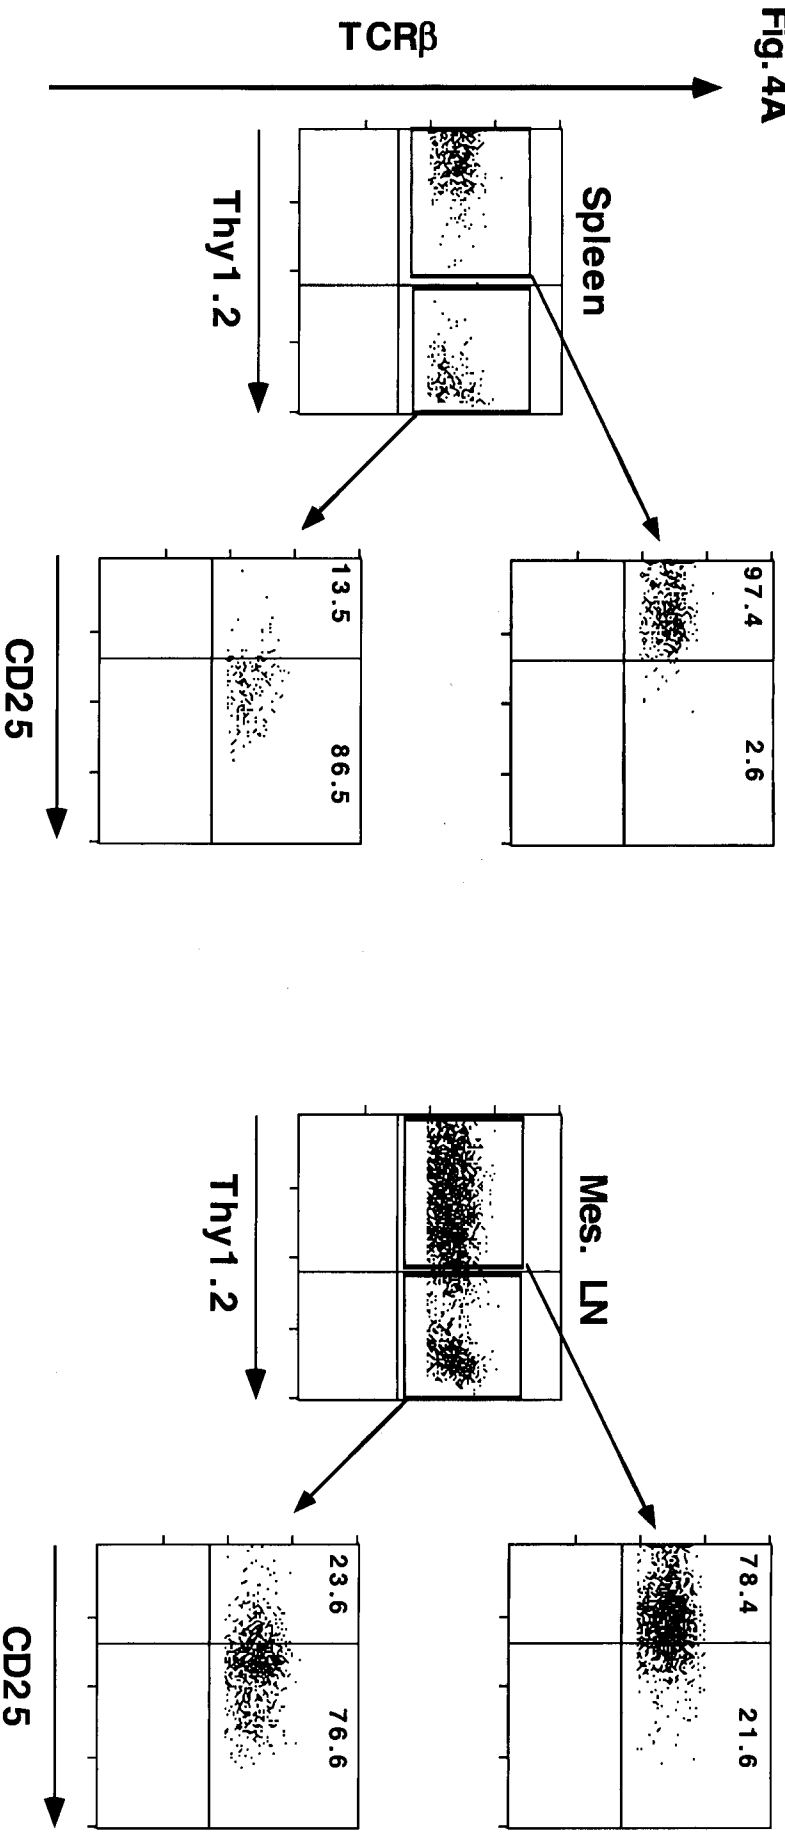 Fig. 4A
TCRβ
Spleen
Thy1.2
97.4
2.6
13.5
86.5
CD25
Mes. LN
Thy1.2
78.4
21.6
23.6
76.6
CD25